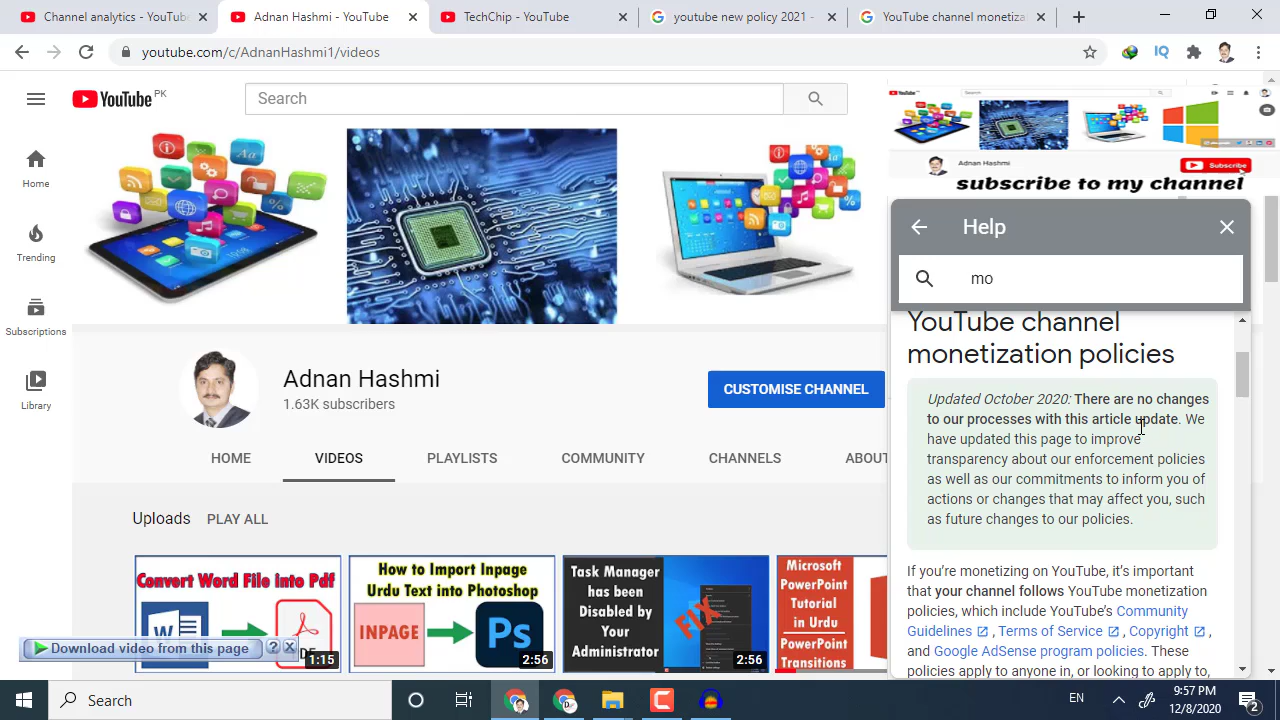 Channel analytics - YouTube Stu
Adnan Hashmi - YouTube
TechChip - YouTube
youtube new policy 2021 -
YouTube channel monetiza
youtube.com/c/AdnanHashmi1/videos
YouTube PK
Search
Home
Trending
Subscriptions
Library
Adnan Hashmi
1.63K subscribers
CUSTOMISE CHANNEL
HOME
VIDEOS
PLAYLISTS
COMMUNITY
CHANNELS
ABOU
Uploads
PLAY ALL
Convert Word File into Pdf
1:15
How to Import Inpage
Urdu Text into Photoshop
INPAGE
Ps
2:56
Task Manager
has been
Disabled by
Your
Administrator
FIX
2:56
Microsoft
PowerPoint
Tutorial
in Urdu
PowerPoint
Transitions
Download video from this page
Adnan Hashmi
Subscribe
subscribe to my channel
Help
mo
YouTube channel
monetization policies
Updated October 2020: There are no changes
to our processes with this article update. We
have updated this page to improve
transparency about our enforcement policies
as well as our commitments to inform you of
actions or changes that may affect you, such
as future changes to our policies.
If you're monetizing on YouTube, it's important
that your channel follows YouTube monetization
policies, which include YouTube's Community
Guidelines , Terms of Service , Copyright ,
and Google AdSense program policies. These
policies apply to anyone in, or looking to apply to,
Search
EN
9:57 PM
12/8/2020
2